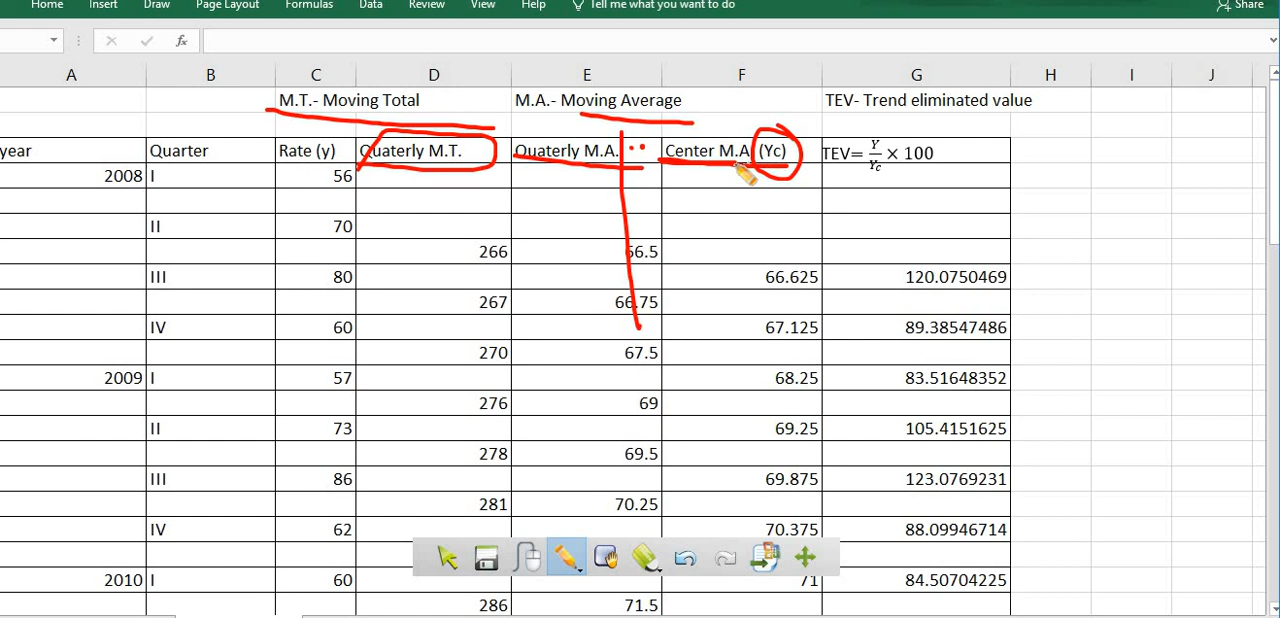 Home Insert Draw Page Layout Formulas Data Review View Help Tell me what you want to do Share
fx
A B C D E F G H I J
M.T.- Moving Total M.A.- Moving Average TEV- Trend eliminated value
year Quarter Rate (y) Quaterly M.T. Quaterly M.A. Center M.A (Yc) TEV= Y/Yc × 100
2008 I 56
II 70
266 66.5
III 80 66.625 120.0750469
267 66.75
IV 60 67.125 89.38547486
270 67.5
2009 I 57 68.25 83.51648352
276 69
II 73 69.25 105.4151625
278 69.5
III 86 69.875 123.0769231
281 70.25
IV 62 70.375 88.09946714
2010 I 60 71 84.50704225
286 71.5